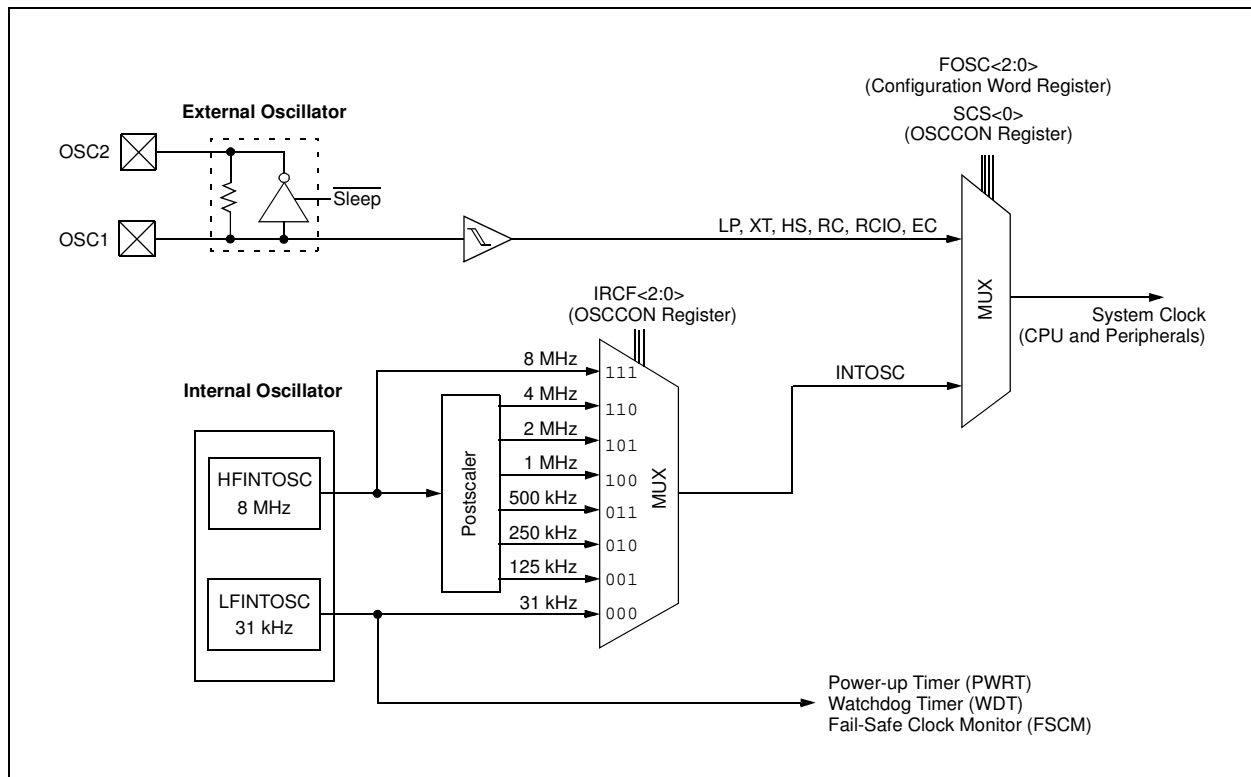 FOSC<2:0>
(Configuration Word Register)
SCS<0>
(OSCCON Register)
External Oscillator
OSC2
Sleep
OSC1
LP, XT, HS, RC, RCIO, EC
IRCF<2:0>
(OSCCON Register)
MUX
System Clock
(CPU and Peripherals)
8 MHz
111
INTOSC
Internal Oscillator
4 MHz
110
2 MHz
101
1 MHz
100
HFINTOSC
8 MHz
Postscaler
MUX
500 kHz
011
250 kHz
010
125 kHz
001
LFINTOSC
31 kHz
31 kHz
000
Power-up Timer (PWRT)
Watchdog Timer (WDT)
Fail-Safe Clock Monitor (FSCM)